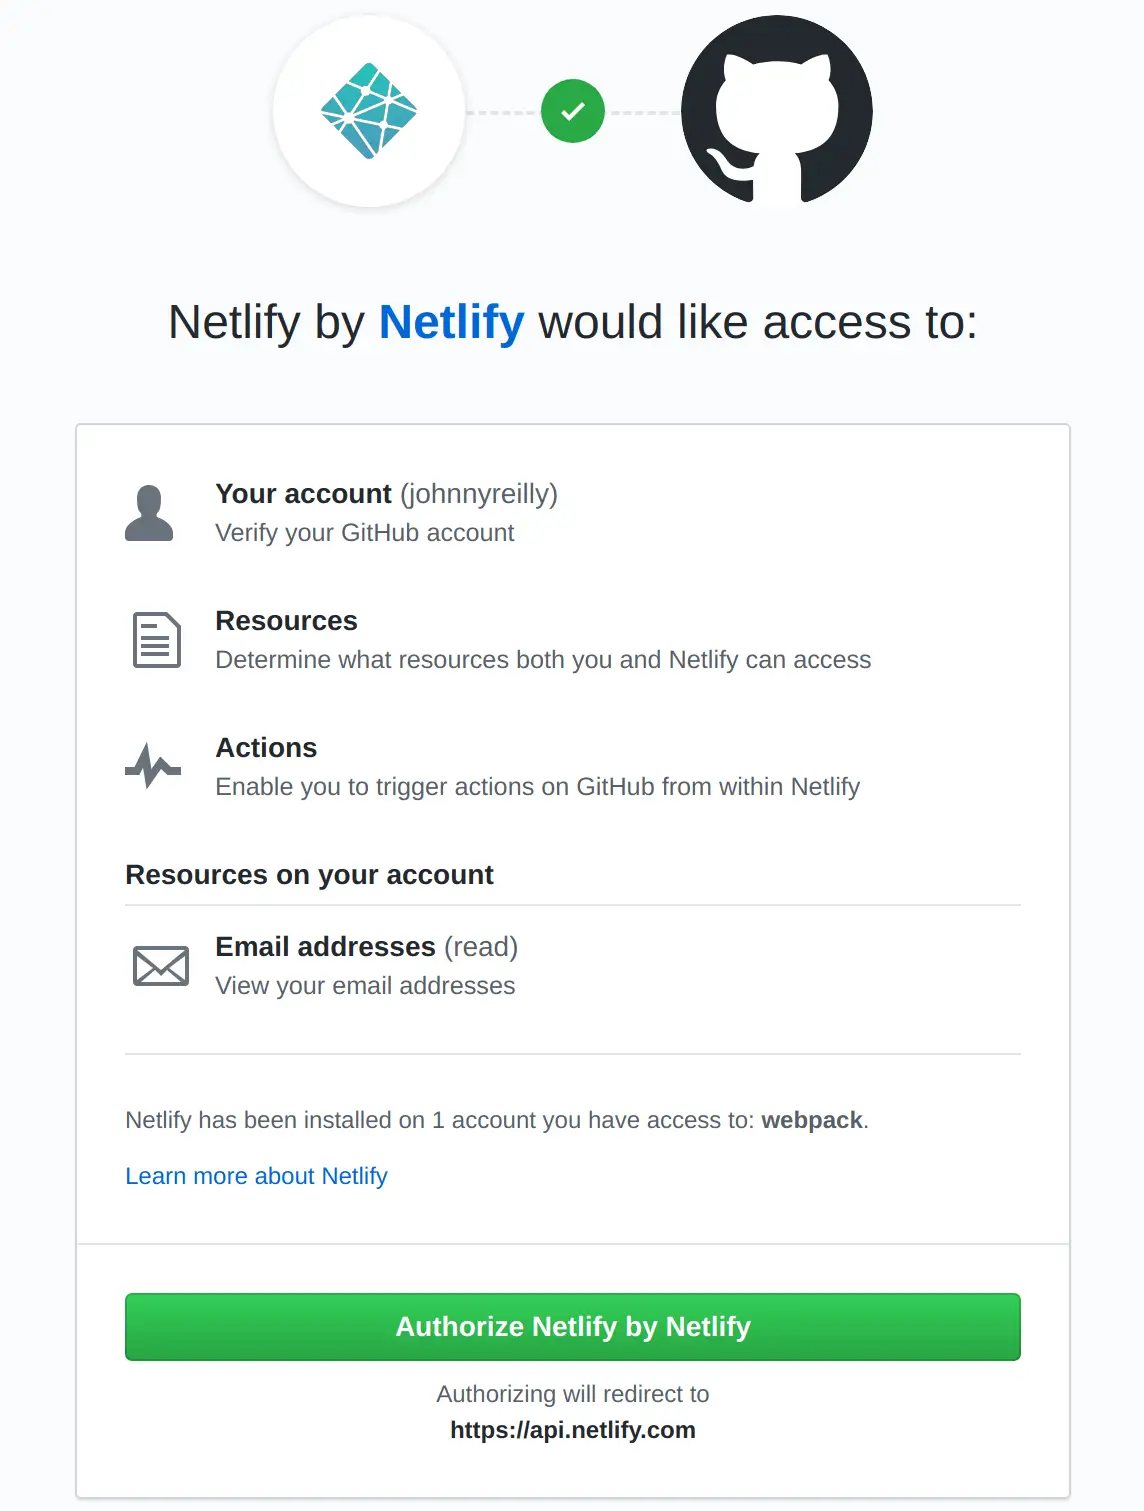 Netlify by Netlify would like access to:
Your account (johnnyreilly)
Verify your GitHub account
Resources
Determine what resources both you and Netlify can access
Actions
Enable you to trigger actions on GitHub from within Netlify
Resources on your account
Email addresses (read)
View your email addresses
Netlify has been installed on 1 account you have access to: webpack.
Learn more about Netlify
Authorize Netlify by Netlify
Authorizing will redirect to
https://api.netlify.com